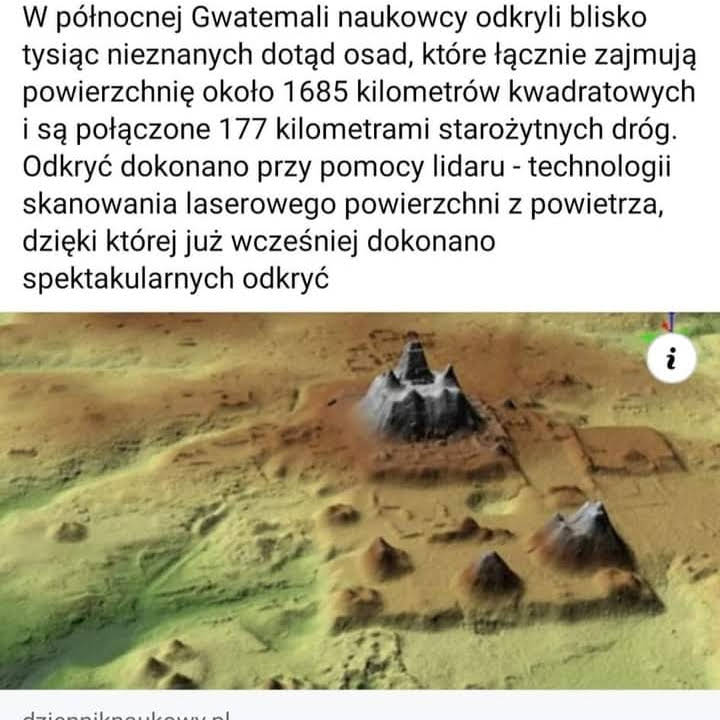 W północnej Gwatemali naukowcy odkryli blisko
tysiąc nieznanych dotąd osad, które łącznie zajmują
powierzchnię około 1685 kilometrów kwadratowych
i są połączone 177 kilometrami starożytnych dróg.
Odkryć dokonano przy pomocy lidaru - technologii
skanowania laserowego powierzchni z powietrza,
dzięki której już wcześniej dokonano
spektakularnych odkryć
i
dzienniknaukowy.pl